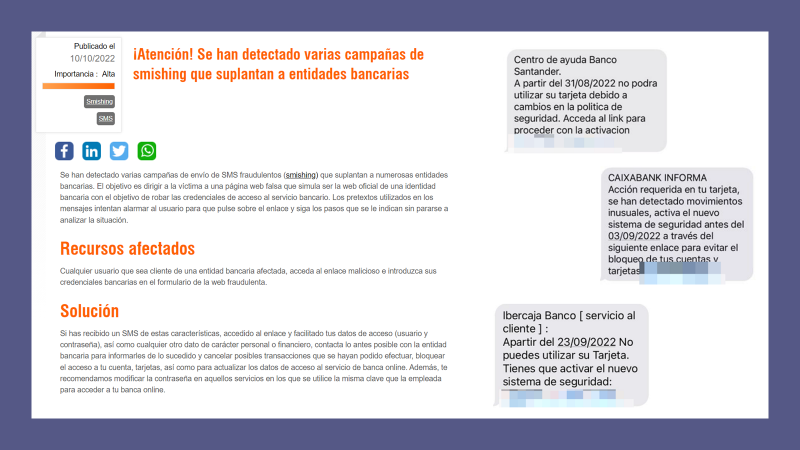 Publicado el
10/10/2022
Importancia : Alta
Smishing
SMS
¡Atención! Se han detectado varias campañas de
smishing que suplantan a entidades bancarias
Se han detectado varias campañas de envío de SMS fraudulentos (smishing) que suplantan a numerosas entidades
bancarias. El objetivo es dirigir a la víctima a una página web falsa que simula ser la web oficial de una identidad
bancaria con el objetivo de robar las credenciales de acceso al servicio bancario. Los pretextos utilizados en los
mensajes intentan alarmar al usuario para que pulse sobre el enlace y siga los pasos que se le indican sin pararse a
analizar la situación.
Recursos afectados
Cualquier usuario que sea cliente de una entidad bancaria afectada, acceda al enlace malicioso e introduzca sus
credenciales bancarias en el formulario de la web fraudulenta.
Solución
Si has recibido un SMS de estas características, accedido al enlace y facilitado tus datos de acceso (usuario y
contraseña), así como cualquier otro dato de carácter personal o financiero, contacta lo antes posible con la entidad
bancaria para informarles de lo sucedido y cancelar posibles transacciones que se hayan podido efectuar, bloquear
el acceso a tu cuenta, tarjetas, así como para actualizar los datos de acceso al servicio de banca online. Además, te
recomendamos modificar la contraseña en aquellos servicios en los que se utilice la misma clave que la empleada
para acceder a tu banca online.
Centro de ayuda Banco
Santander.
A partir del 31/08/2022 no podra
utilizar su tarjeta debido a
cambios en la politica de
seguridad. Acceda al link para
proceder con la activacion
CAIXABANK INFORMA
Acción requerida en tu tarjeta,
se han detectado movimientos
inusuales, activa el nuevo
sistema de seguridad antes del
03/09/2022 a través del
siguiente enlace para evitar el
bloqueo de tus cuentas y
tarjetas
Ibercaja Banco [ servicio al
cliente ] :
Apartir del 23/09/2022 No
puedes utilizar su Tarjeta.
Tienes que activar el nuevo
sistema de seguridad: